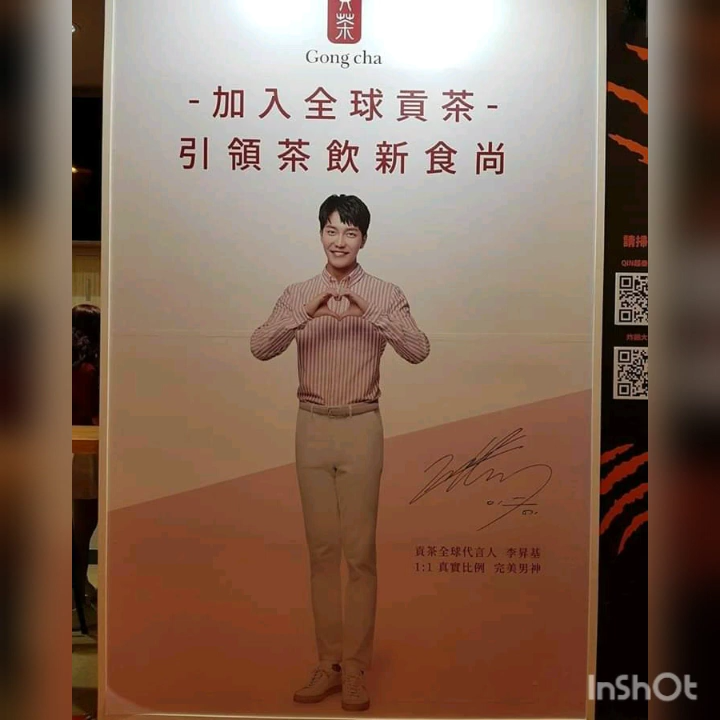 茶
Gong cha
-加入全球貢茶-
引領茶飲新食尚
貢茶全球代言人 李昇基
1:1 真實比例 完美男神
請掃
InShOt